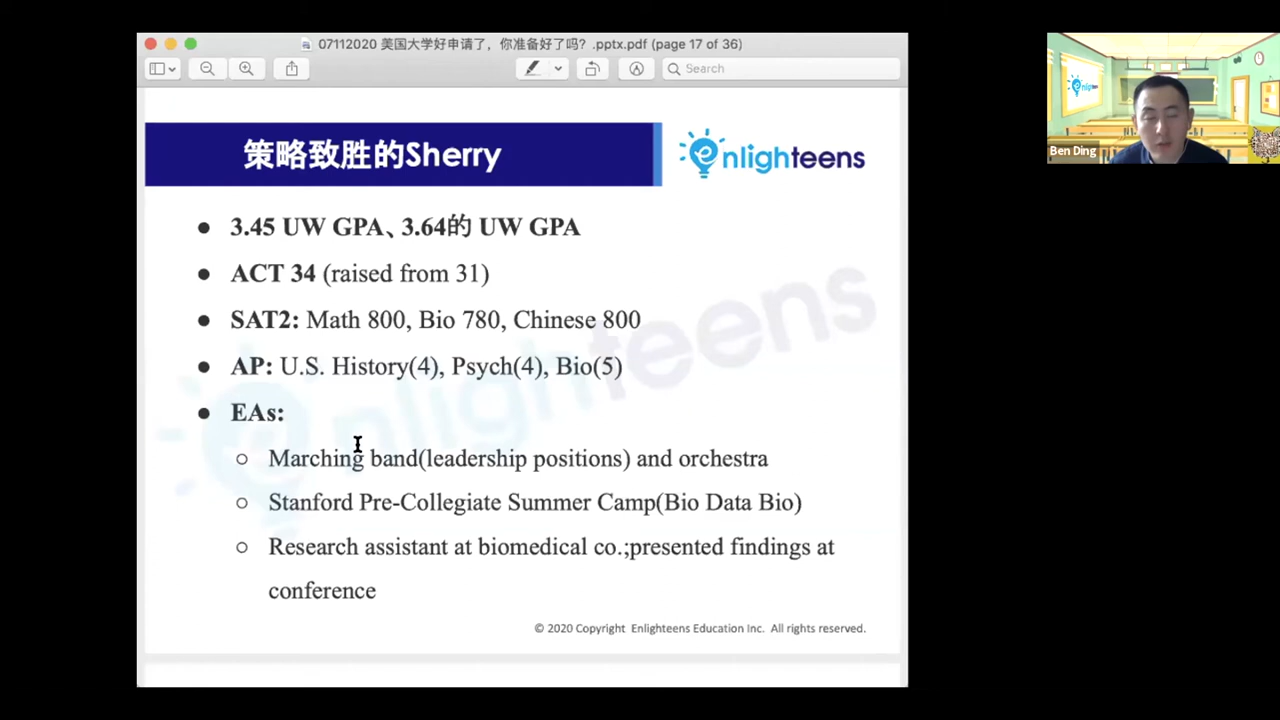 07112020 美国大学好申请了，你准备好了吗？.pptx.pdf (page 17 of 36)
Search
策略致胜的Sherry
enlighteens
● 3.45 UW GPA、3.64的 UW GPA
● ACT 34 (raised from 31)
● SAT2: Math 800, Bio 780, Chinese 800
● AP: U.S. History(4), Psych(4), Bio(5)
● EAs:
○ Marching band(leadership positions) and orchestra
○ Stanford Pre-Collegiate Summer Camp(Bio Data Bio)
○ Research assistant at biomedical co.;presented findings at
conference
enlighteens
© 2020 Copyright Enlighteens Education Inc. All rights reserved.
enlighteens
Ben Ding